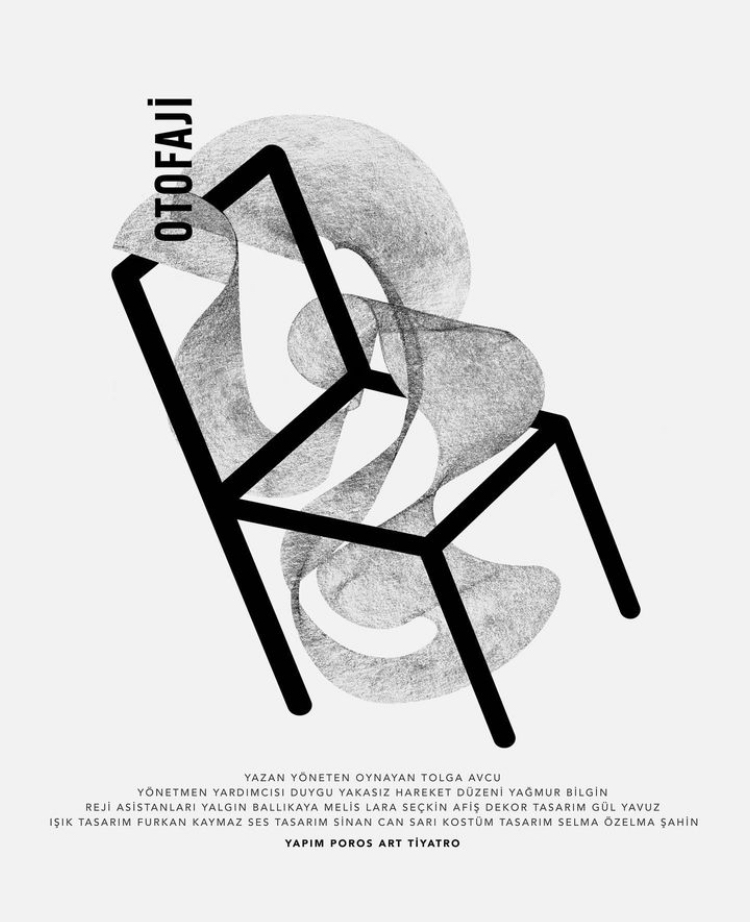 OTOFAJİ
YAZAN YÖNETEN OYNAYAN TOLGA AVCU
YÖNETMEN YARDIMCISI DUYGU YAKASIZ HAREKET DÜZENİ YAĞMUR BİLGİN
REJİ ASİSTANLARI YALGIN BALLIKAYA MELİS LARA SEÇKİN AFİŞ DEKOR TASARIM GÜL YAVUZ
IŞIK TASARIM FURKAN KAYMAZ SES TASARIM SİNAN CAN SARI KOSTÜM TASARIM SELMA ÖZELMA ŞAHİN
YAPIM POROS ART TİYATRO